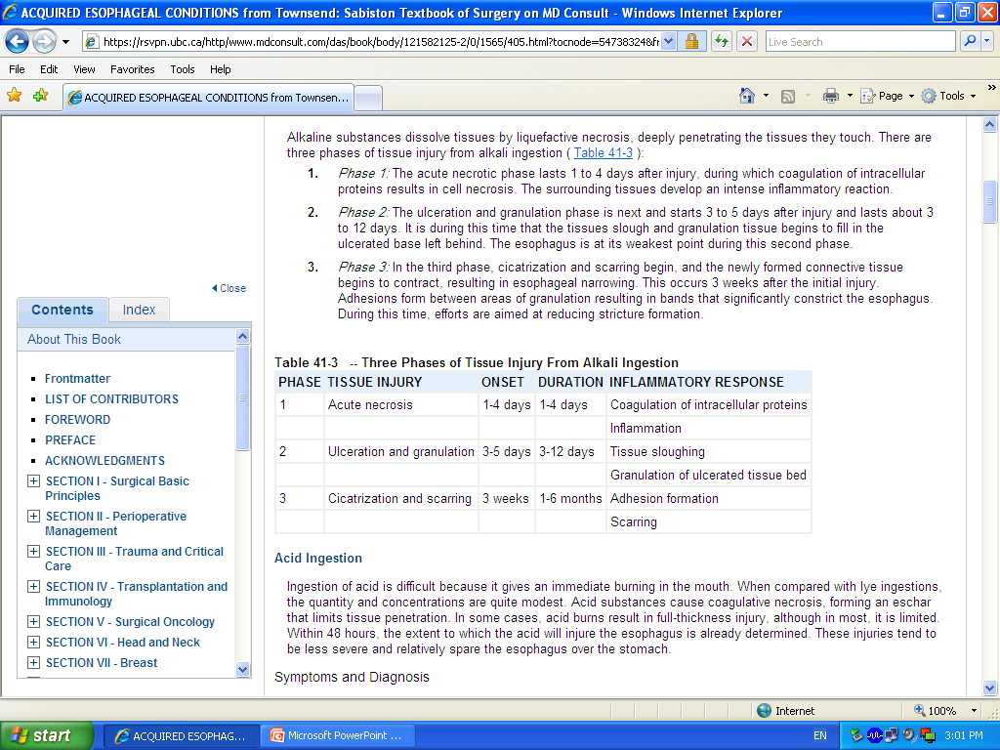 ACQUIRED ESOPHAGEAL CONDITIONS from Townsend: Sabiston Textbook of Surgery on MD Consult - Windows Internet Explorer
https://rsvpn.ubc.ca/http/www.mdconsult.com/das/book/body/121582125-2/0/1565/405.html?tocnode=54738324&fr
Live Search
File Edit View Favorites Tools Help
ACQUIRED ESOPHAGEAL CONDITIONS from Townsen...
Page Tools »
Close
Contents Index
About This Book
Frontmatter
LIST OF CONTRIBUTORS
FOREWORD
PREFACE
ACKNOWLEDGMENTS
SECTION I - Surgical Basic
Principles
SECTION II - Perioperative
Management
SECTION III - Trauma and Critical
Care
SECTION IV - Transplantation and
Immunology
SECTION V - Surgical Oncology
SECTION VI - Head and Neck
SECTION VII - Breast
Alkaline substances dissolve tissues by liquefactive necrosis, deeply penetrating the tissues they touch. There are
three phases of tissue injury from alkali ingestion ( Table 41-3 ):
1. Phase 1: The acute necrotic phase lasts 1 to 4 days after injury, during which coagulation of intracellular
proteins results in cell necrosis. The surrounding tissues develop an intense inflammatory reaction.
2. Phase 2: The ulceration and granulation phase is next and starts 3 to 5 days after injury and lasts about 3
to 12 days. It is during this time that the tissues slough and granulation tissue begins to fill in the
ulcerated base left behind. The esophagus is at its weakest point during this second phase.
3. Phase 3: In the third phase, cicatrization and scarring begin, and the newly formed connective tissue
begins to contract, resulting in esophageal narrowing. This occurs 3 weeks after the initial injury.
Adhesions form between areas of granulation resulting in bands that significantly constrict the esophagus.
During this time, efforts are aimed at reducing stricture formation.
Table 41-3 -- Three Phases of Tissue Injury From Alkali Ingestion
PHASE TISSUE INJURY ONSET DURATION INFLAMMATORY RESPONSE
1 Acute necrosis 1-4 days 1-4 days Coagulation of intracellular proteins
Inflammation
2 Ulceration and granulation 3-5 days 3-12 days Tissue sloughing
Granulation of ulcerated tissue bed
3 Cicatrization and scarring 3 weeks 1-6 months Adhesion formation
Scarring
Acid Ingestion
Ingestion of acid is difficult because it gives an immediate burning in the mouth. When compared with lye ingestions,
the quantity and concentrations are quite modest. Acid substances cause coagulative necrosis, forming an eschar
that limits tissue penetration. In some cases, acid burns result in full-thickness injury, although in most, it is limited.
Within 48 hours, the extent to which the acid will injure the esophagus is already determined. These injuries tend to
be less severe and relatively spare the esophagus over the stomach.
Symptoms and Diagnosis
Internet 100%
start ACQUIRED ESOPHAG... Microsoft PowerPoint ... EN 3:01 PM